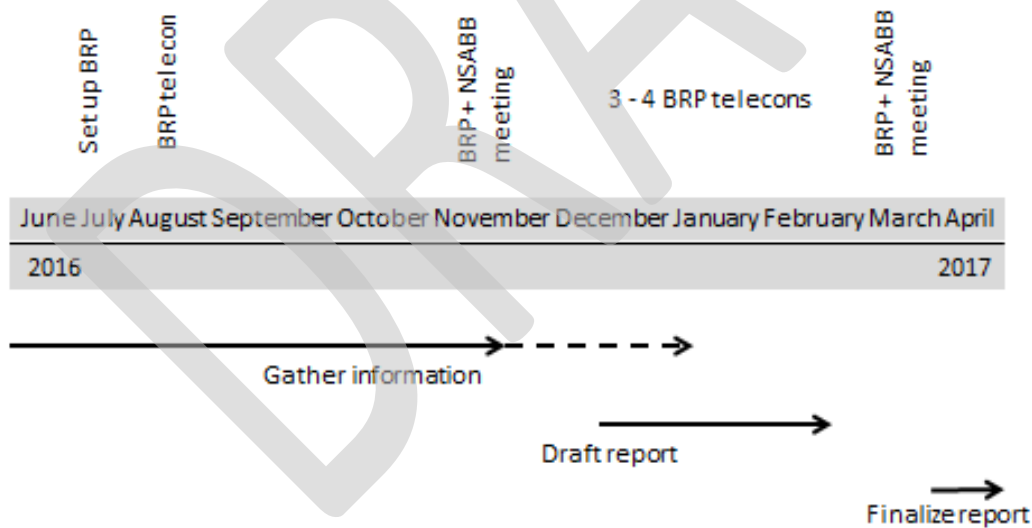 Set up BRP
BRP telecon
BRP + NSABB
meeting
3 - 4 BRP telecons
BRP + NSABB
meeting
June July August September October November December January February March April
2016 2017
Gather information
Draft report
Finalize report
DRA